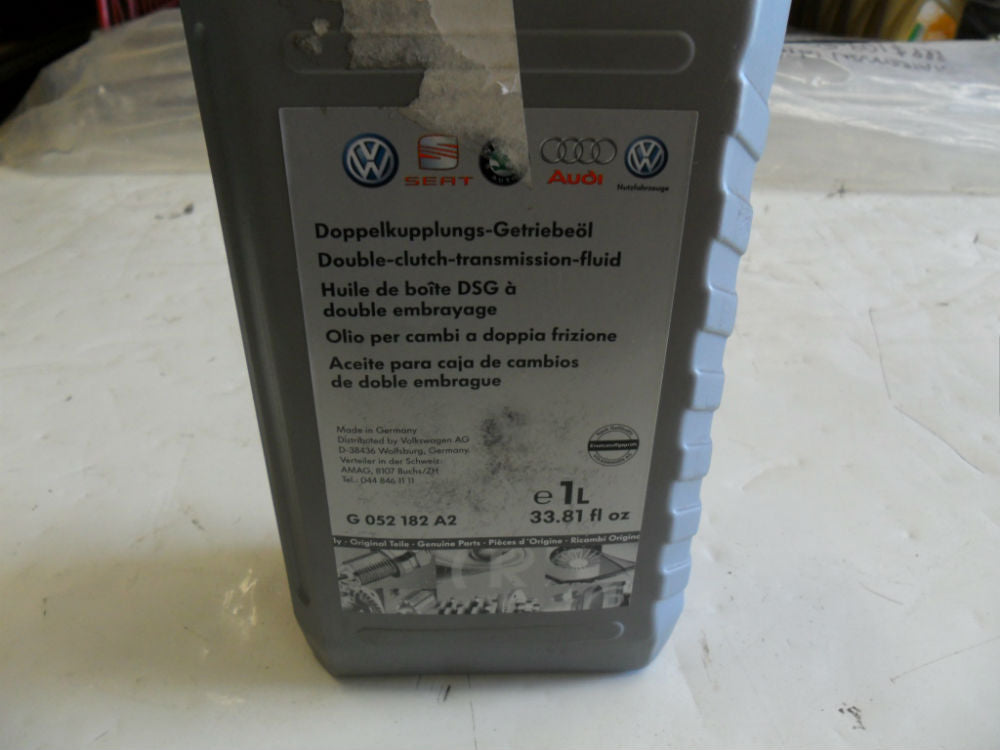 SEAT
Audi
Nutzfahrzeuge
Doppelkupplungs-Getriebeöl
Double-clutch-transmission-fluid
Huile de boîte DSG à
double embrayage
Olio per cambi a doppia frizione
Aceite para caja de cambios
de doble embrague
Made in Germany
Distributed by Volkswagen AG
D-38436 Wolfsburg, Germany
Verteiler in der Schweiz:
AMAG, 8107 Buchs/ZH
Tel.: 044 846 11 11
G 052 182 A2
e 1L
33.81 fl oz
ly · Original Teile · Genuine Parts · Pièces d'Origine · Ricambi Origine